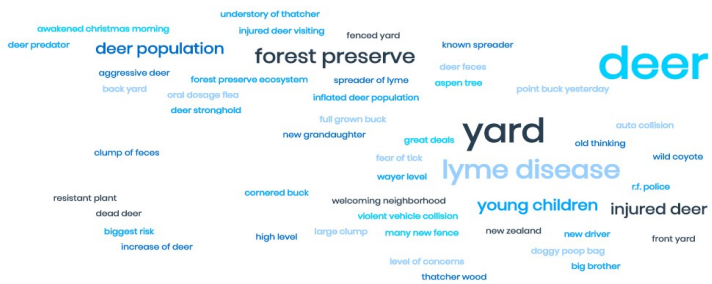 understory of thatcher
awakened christmas morning
injured deer visiting
fenced yard
deer predator
deer population
forest preserve
known spreader
deer
aggressive deer
deer feces
forest preserve ecosystem
spreader of lyme
aspen tree
back yard
oral dosage flea
inflated deer population
point buck yesterday
deer stronghold
full grown buck
yard
auto collision
new grandaughter
great deals
old thinking
clump of feces
fear of tick
lyme disease
wild coyote
wayer level
r.f. police
cornered buck
resistant plant
welcoming neighborhood
young children
injured deer
dead deer
violent vehicle collision
biggest risk
high level
large clump
many new fence
new zealand
new driver
front yard
increase of deer
doggy poop bag
level of concerns
big brother
thatcher wood